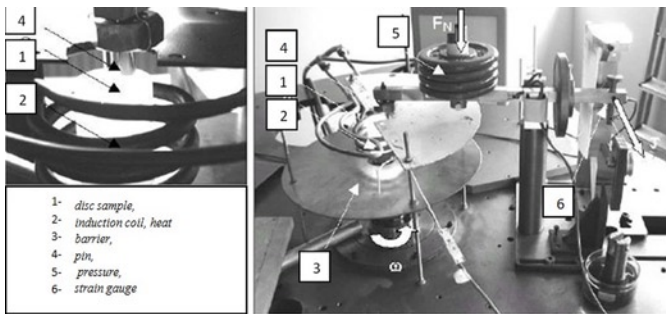 4
1
2
1- disc sample,
2- induction coil, heat
3- barrier,
4- pin,
5- pressure,
6- strain gauge
5
F_N
4
1
2
6
3
ω